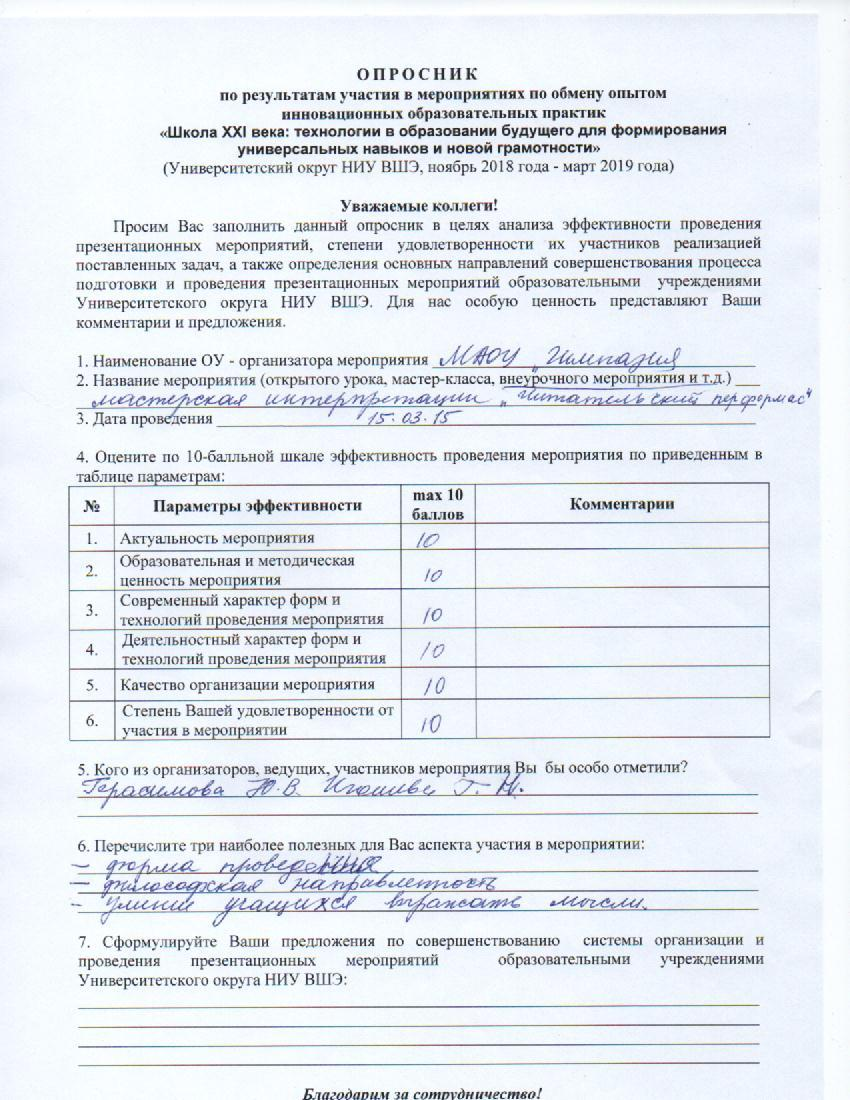 ОПРОСНИК
по результатам участия в мероприятиях по обмену опытом
инновационных образовательных практик
«Школа XXI века: технологии в образовании будущего для формирования
универсальных навыков и новой грамотности»
(Университетский округ НИУ ВШЭ, ноябрь 2018 года - март 2019 года)
Уважаемые коллеги!
Просим Вас заполнить данный опросник в целях анализа эффективности проведения
презентационных мероприятий, степени удовлетворенности их участников реализацией
поставленных задач, а также определения основных направлений совершенствования процесса
подготовки и проведения презентационных мероприятий образовательными учреждениями
Университетского округа НИУ ВШЭ. Для нас особую ценность представляют Ваши
комментарии и предложения.
1. Наименование ОУ - организатора мероприятия МАОУ „Гимназия
2. Название мероприятия (открытого урока, мастер-класса, внеурочного мероприятия и т.д.)
мастерская интерпретации „Читательский перформас“
3. Дата проведения 15.03.15
4. Оцените по 10-балльной шкале эффективность проведения мероприятия по приведенным в
таблице параметрам:
№ Параметры эффективности max 10 баллов Комментарии
1. Актуальность мероприятия 10
2. Образовательная и методическая
ценность мероприятия 10
3. Современный характер форм и
технологий проведения мероприятия 10
4. Деятельностный характер форм и
технологий проведения мероприятия 10
5. Качество организации мероприятия 10
6. Степень Вашей удовлетворенности от
участия в мероприятии 10
5. Кого из организаторов, ведущих, участников мероприятия Вы бы особо отметили?
Герасимова Ю.В. Г. Н.
6. Перечислите три наиболее полезных для Вас аспекта участия в мероприятии:
– форма проведения
– философская направленность
– умение учащихся выражать мысли.
7. Сформулируйте Ваши предложения по совершенствованию системы организации и
проведения презентационных мероприятий образовательными учреждениями
Университетского округа НИУ ВШЭ:
Благодарим за сотрудничество!